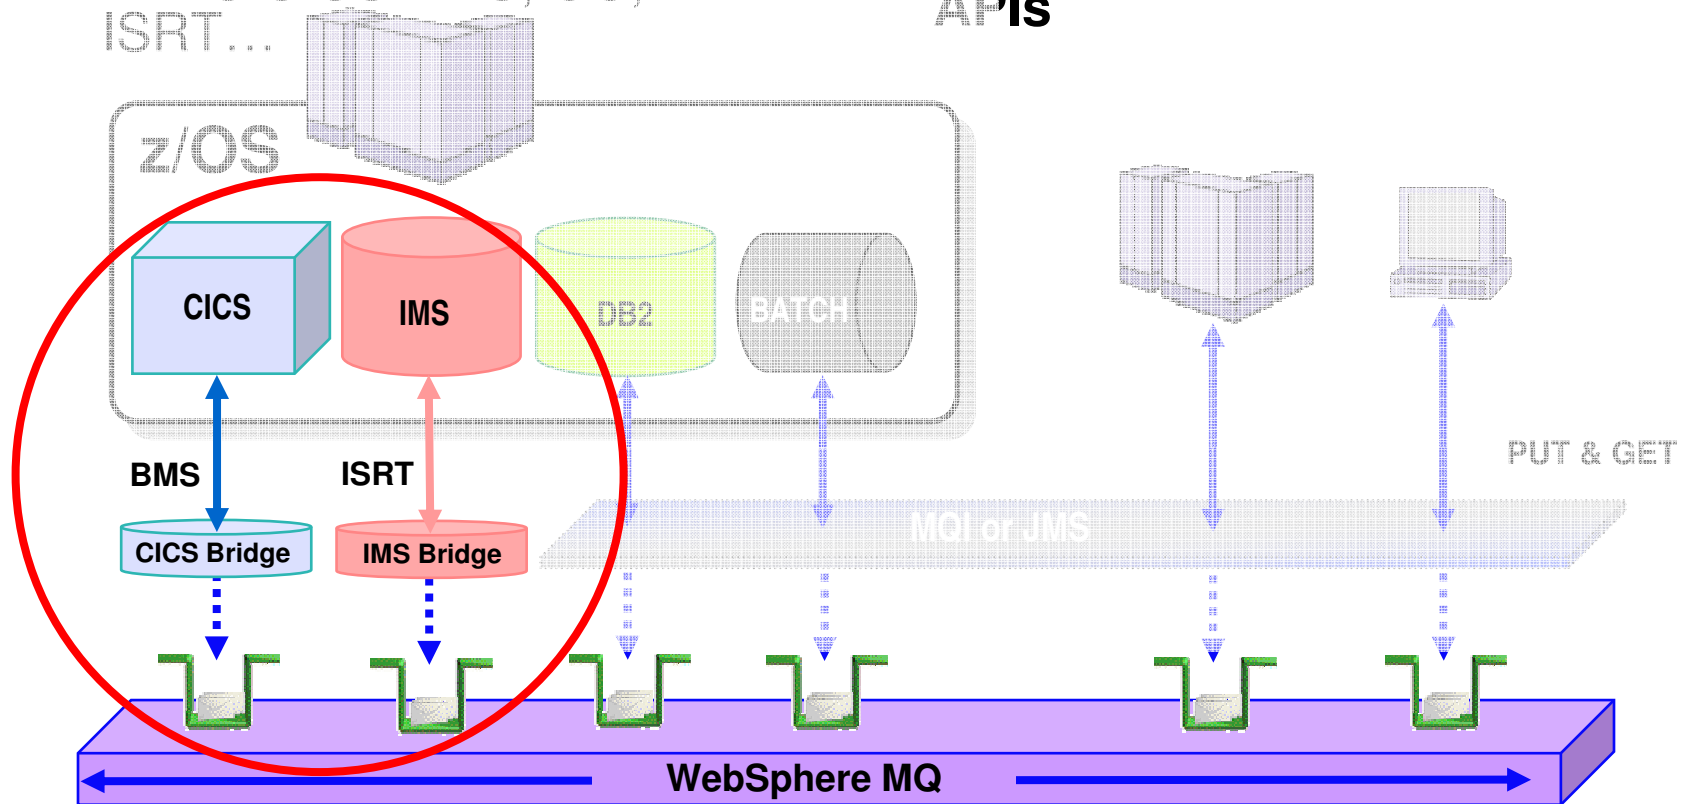 ISRT...
APIs
z/OS
CICS
IMS
DB2
BATCH
BMS
ISRT
PUT & GET
MQI or JMS
CICS Bridge
IMS Bridge
WebSphere MQ